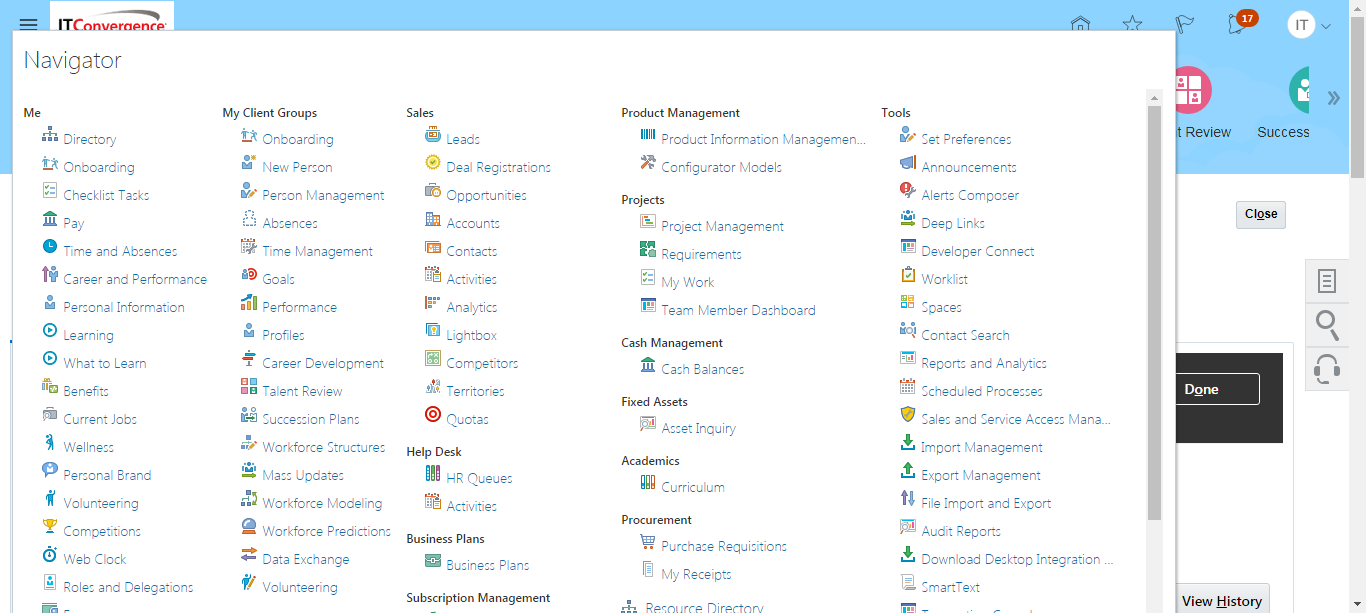 ITConvergence
17
IT
Navigator
t Review
Success
Close
Done
View History
Me
Directory
Onboarding
Checklist Tasks
Pay
Time and Absences
Career and Performance
Personal Information
Learning
What to Learn
Benefits
Current Jobs
Wellness
Personal Brand
Volunteering
Competitions
Web Clock
Roles and Delegations
My Client Groups
Onboarding
New Person
Person Management
Absences
Time Management
Goals
Performance
Profiles
Career Development
Talent Review
Succession Plans
Workforce Structures
Mass Updates
Workforce Modeling
Workforce Predictions
Data Exchange
Volunteering
Sales
Leads
Deal Registrations
Opportunities
Accounts
Contacts
Activities
Analytics
Lightbox
Competitors
Territories
Quotas
Help Desk
HR Queues
Activities
Business Plans
Business Plans
Subscription Management
Product Management
Product Information Managemen...
Configurator Models
Projects
Project Management
Requirements
My Work
Team Member Dashboard
Cash Management
Cash Balances
Fixed Assets
Asset Inquiry
Academics
Curriculum
Procurement
Purchase Requisitions
My Receipts
Resource Directory
Tools
Set Preferences
Announcements
Alerts Composer
Deep Links
Developer Connect
Worklist
Spaces
Contact Search
Reports and Analytics
Scheduled Processes
Sales and Service Access Mana...
Import Management
Export Management
File Import and Export
Audit Reports
Download Desktop Integration ...
SmartText